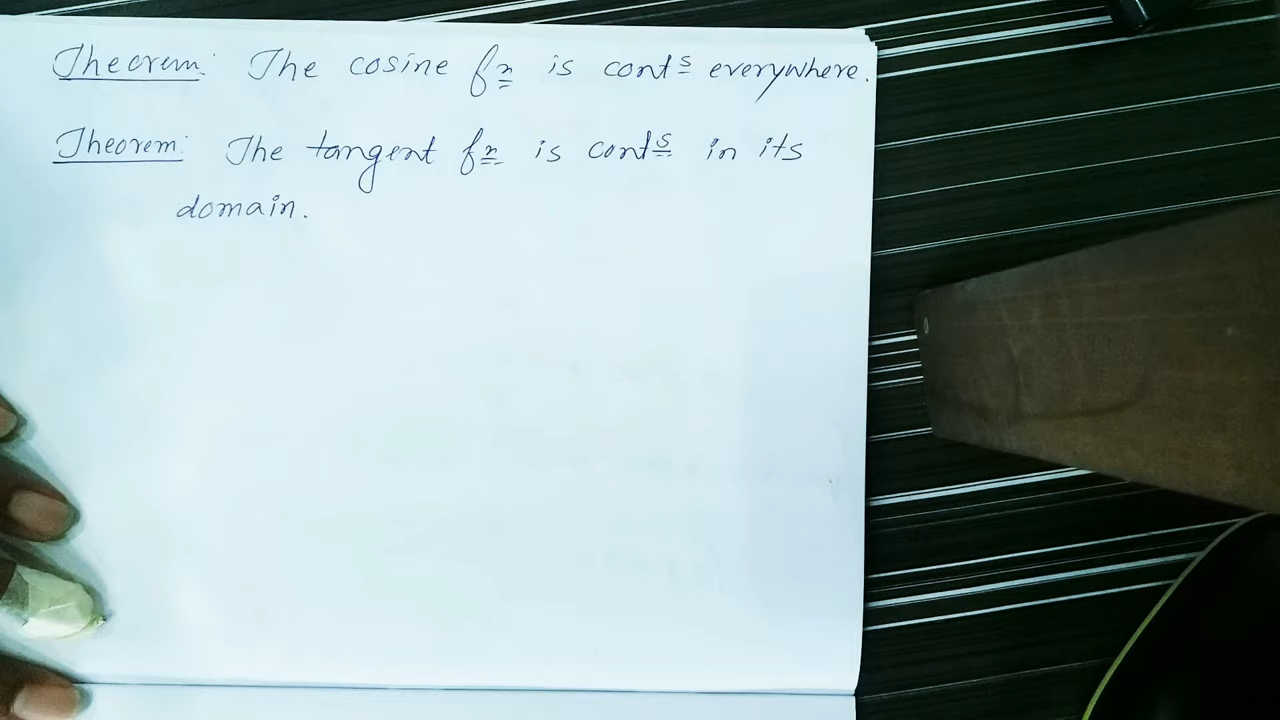 Theorem: The cosine fn is conts everywhere.
Theorem: The tangent fn is conts in its
domain.